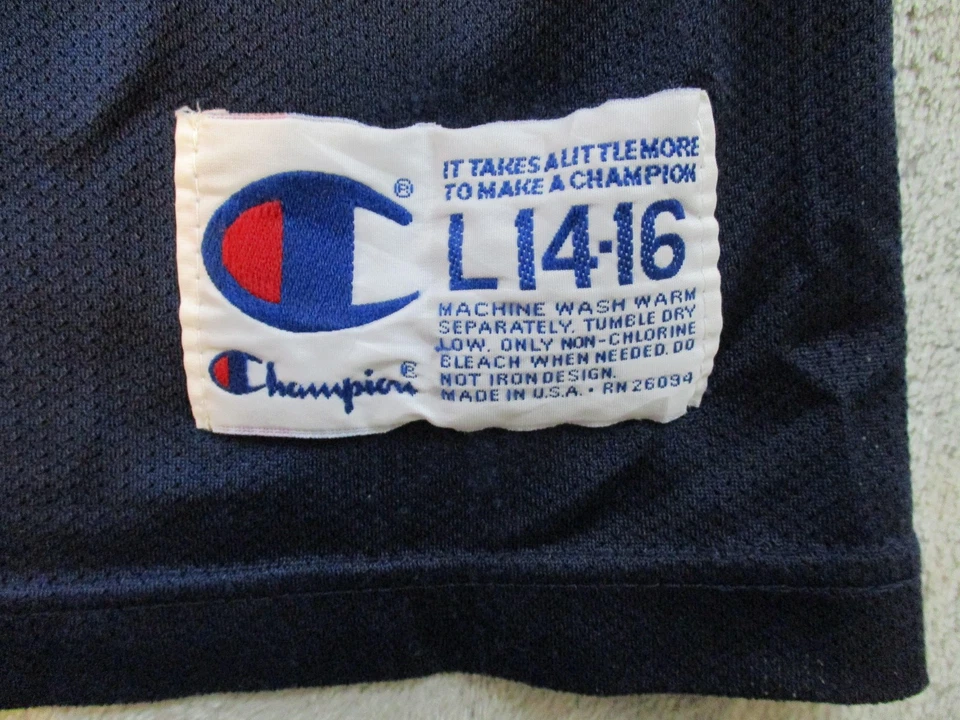 IT TAKES A LITTLE MORE
TO MAKE A CHAMPION
L 14-16
MACHINE WASH WARM
SEPARATELY. TUMBLE DRY
LOW. ONLY NON-CHLORINE
BLEACH WHEN NEEDED. DO
NOT IRON DESIGN.
MADE IN U.S.A. • RN 26094
®
Champion®